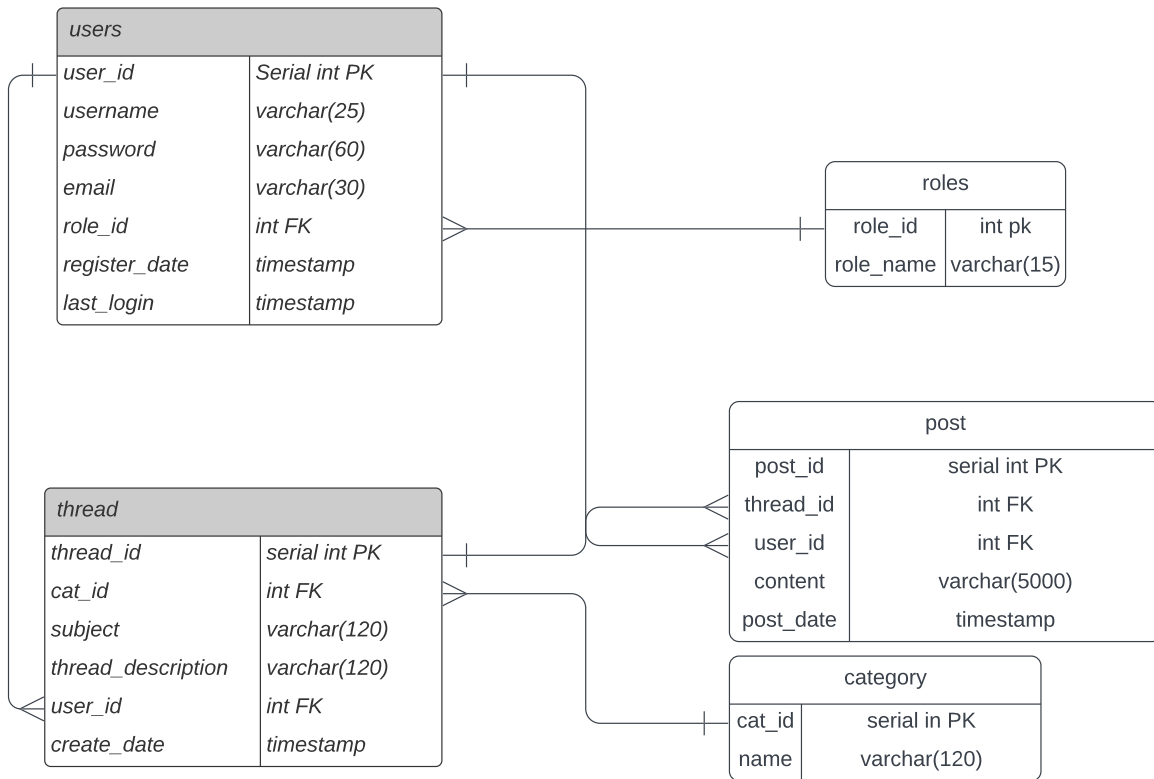 users
user_id Serial int PK
username varchar(25)
password varchar(60)
email varchar(30)
role_id int FK
register_date timestamp
last_login timestamp
roles
role_id int pk
role_name varchar(15)
post
post_id serial int PK
thread_id int FK
user_id int FK
content varchar(5000)
post_date timestamp
thread
thread_id serial int PK
cat_id int FK
subject varchar(120)
thread_description varchar(120)
user_id int FK
create_date timestamp
category
cat_id serial in PK
name varchar(120)